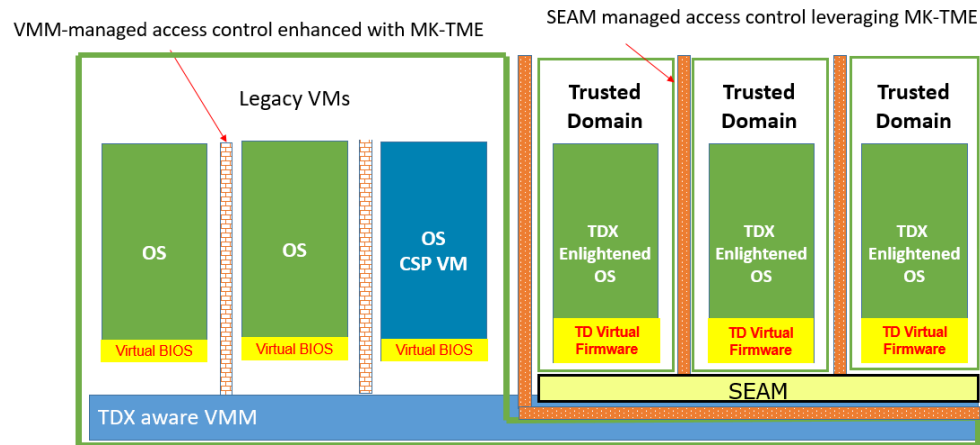 VMM-managed access control enhanced with MK-TME
SEAM managed access control leveraging MK-TME
Legacy VMs
OS
Virtual BIOS
OS
Virtual BIOS
OS
CSP VM
Virtual BIOS
Trusted
Domain
TDX
Enlightened
OS
TD Virtual
Firmware
Trusted
Domain
TDX
Enlightened
OS
TD Virtual
Firmware
Trusted
Domain
TDX
Enlightened
OS
TD Virtual
Firmware
SEAM
TDX aware VMM